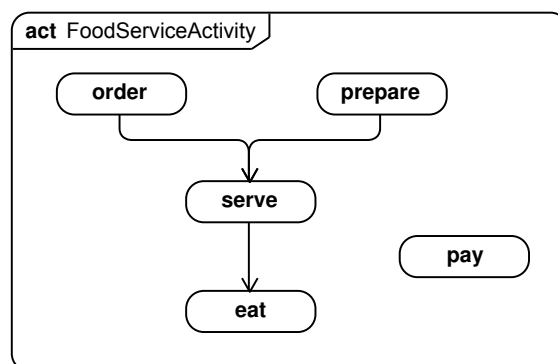 act FoodServiceActivity
order
prepare
serve
pay
eat